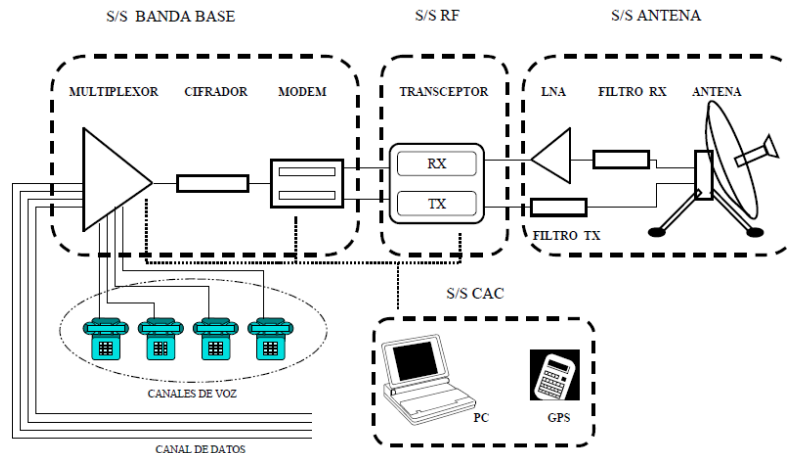 S/S BANDA BASE
S/S RF
S/S ANTENA
MULTIPLEXOR
CIFRADOR
MODEM
TRANSCEPTOR
LNA
FILTRO RX
ANTENA
RX
TX
FILTRO TX
S/S CAC
CANALES DE VOZ
PC
GPS
CANAL DE DATOS